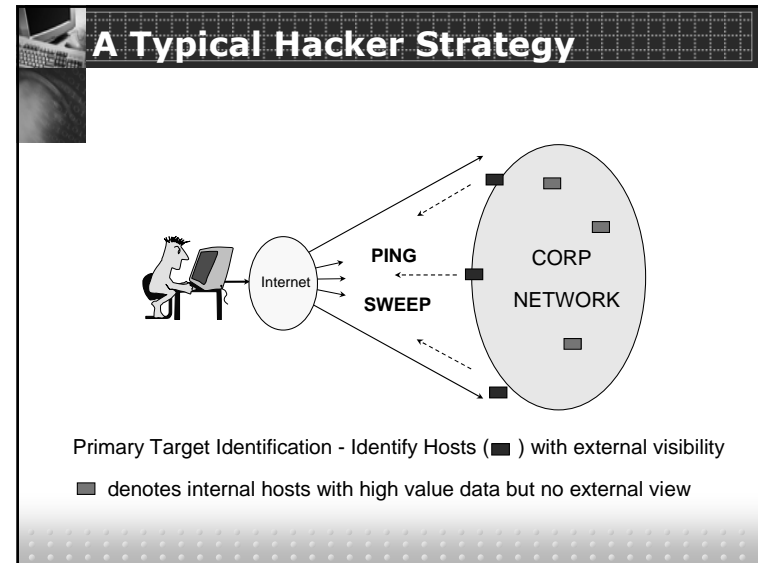 A Typical Hacker Strategy
Internet
PING
SWEEP
CORP
NETWORK
Primary Target Identification - Identify Hosts ( ) with external visibility
denotes internal hosts with high value data but no external view